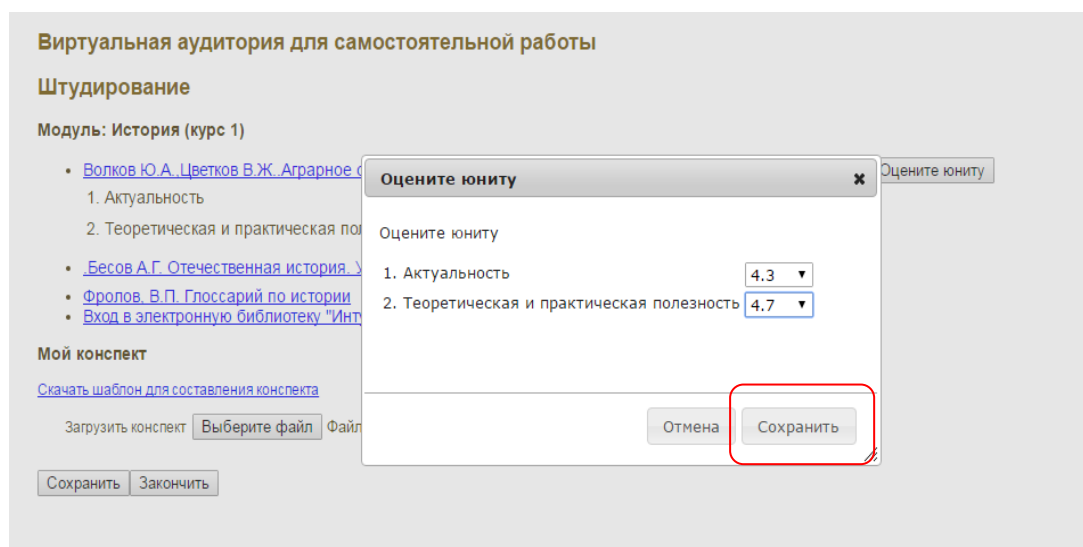 Виртуальная аудитория для самостоятельной работы
Штудирование
Модуль: История (курс 1)
Волков Ю.А.,Цветков В.Ж..Аграрное
Оцените юниту
1. Актуальность
2. Теоретическая и практическая
.Бесов А.Г. Отечественная история.
Фролов, В.П. Глоссарий по истории
Вход в электронную библиотеку
Мой конспект
Скачать шаблон для составления конспекта
Загрузить конспект Выберите файл Файл
Сохранить Закончить
Оцените юниту
Оцените юниту
1. Актуальность 4.3
2. Теоретическая и практическая полезность 4.7
Отмена Сохранить